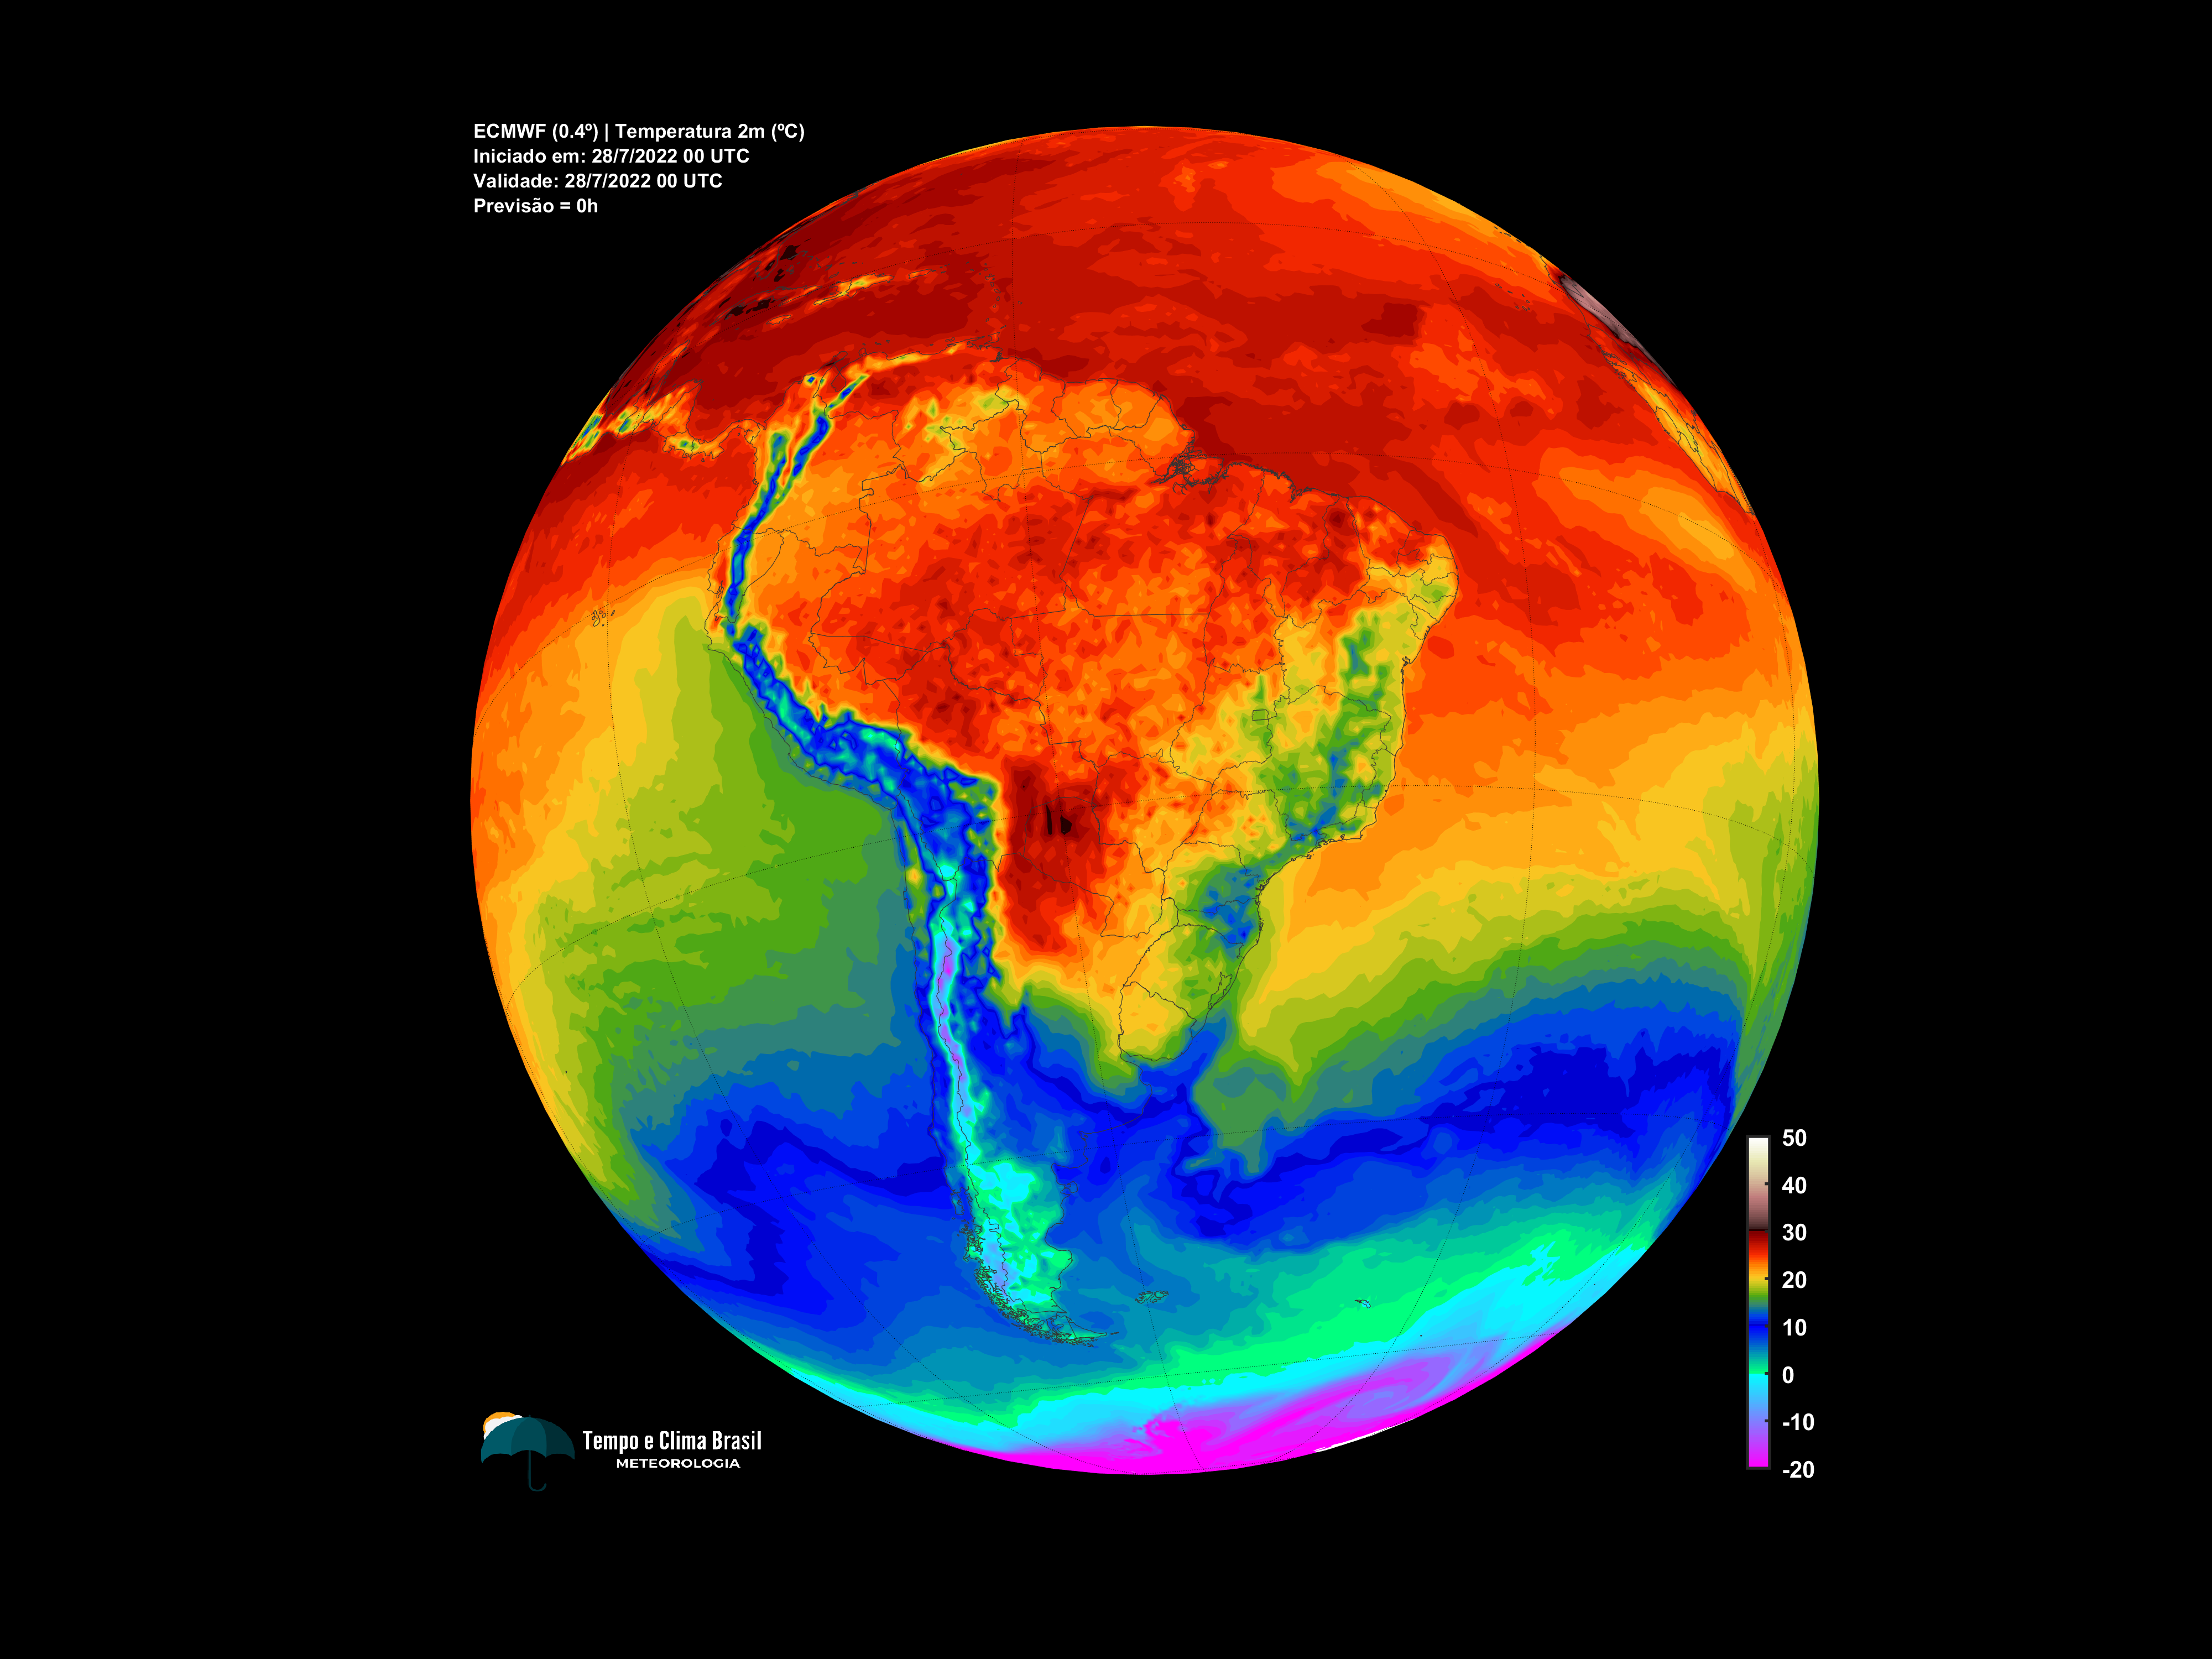 ECMWF (0.4º) | Temperatura 2m (ºC)
Iniciado em: 28/7/2022 00 UTC
Validade: 28/7/2022 00 UTC
Previsão = 0h
50
40
30
20
10
0
-10
-20
Tempo e Clima Brasil
METEOROLOGIA